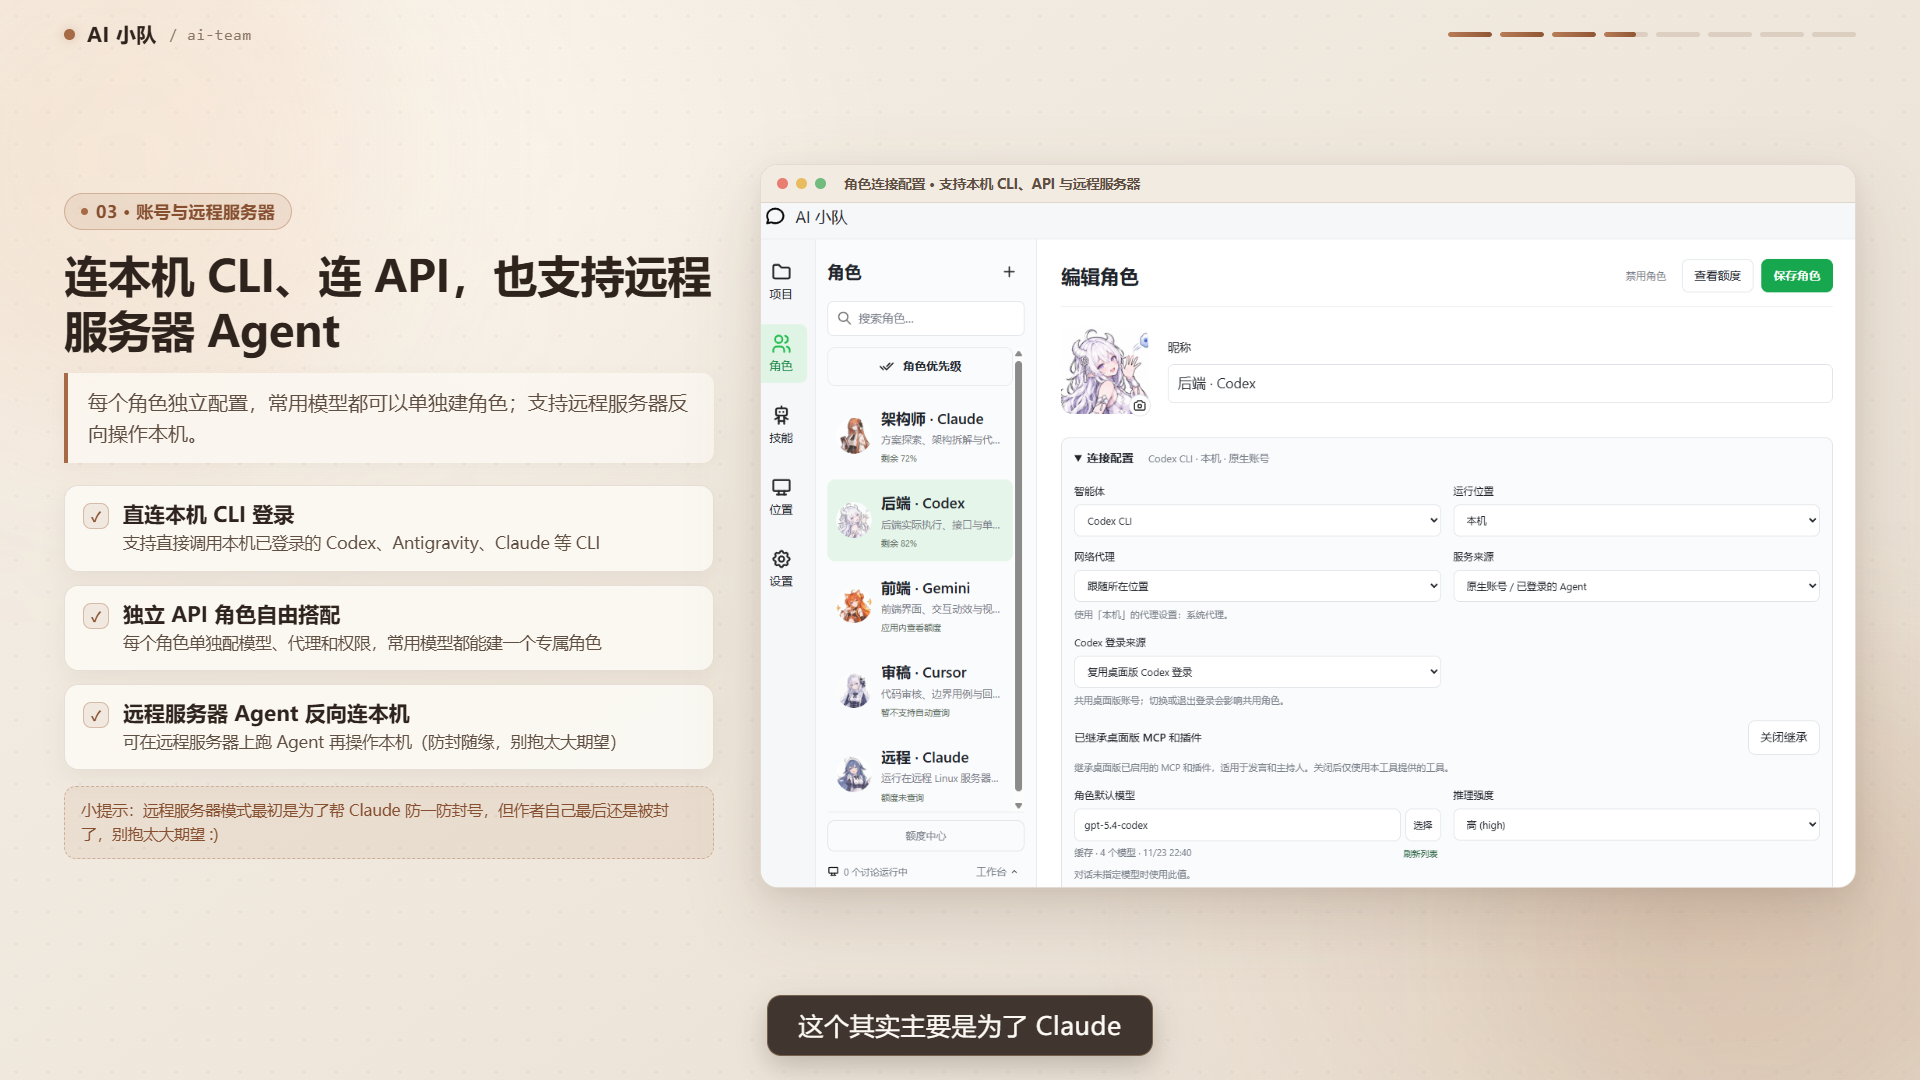 AI 小队 / ai-team
03 • 账号与远程服务器
连本机 CLI、连 API，也支持远程
服务器 Agent
每个角色独立配置，常用模型都可以单独建角色；支持远程服务器反
向操作本机。
直连本机 CLI 登录
支持直接调用本机已登录的 Codex、Antigravity、Claude 等 CLI
独立 API 角色自由搭配
每个角色单独配模型、代理和权限，常用模型都能建一个专属角色
远程服务器 Agent 反向连本机
可在远程服务器上跑 Agent 再操作本机（防封随缘，别抱太大期望）
小提示：远程服务器模式最初是为了帮 Claude 防一防封号，但作者自己最后还是被封
了，别抱太大期望 :)
角色连接配置 • 支持本机 CLI、API 与远程服务器
AI 小队
项目
角色
技能
位置
设置
角色
搜索角色...
角色优先级
架构师 · Claude
方案探索、架构拆解与代...
剩余 72%
后端 · Codex
后端实际执行、接口与单...
剩余 82%
前端 · Gemini
前端界面、交互动效与视...
应用内查看额度
审稿 · Cursor
代码审核、边界用例与回...
暂不支持自动查询
远程 · Claude
运行在远程 Linux 服务器...
额度未查询
额度中心
0 个讨论运行中 工作台
编辑角色
禁用角色 查看额度 保存角色
昵称
后端 · Codex
连接配置 Codex CLI · 本机 · 原生账号
智能体 运行位置
Codex CLI 本机
网络代理 服务来源
跟随所在位置 原生账号 / 已登录的 Agent
使用「本机」的代理设置：系统代理。
Codex 登录来源
复用桌面版 Codex 登录
共用桌面版账号；切换或退出登录会影响共用角色。
已继承桌面版 MCP 和插件 关闭继承
继承桌面版已启用的 MCP 和插件，适用于发言和主持人。关闭后仅使用本工具提供的工具。
角色默认模型 推理强度
gpt-5.4-codex 选择 高 (high)
缓存 · 4 个模型 · 11/23 22:40 刷新列表
对话未指定模型时使用此值。
这个其实主要是为了 Claude